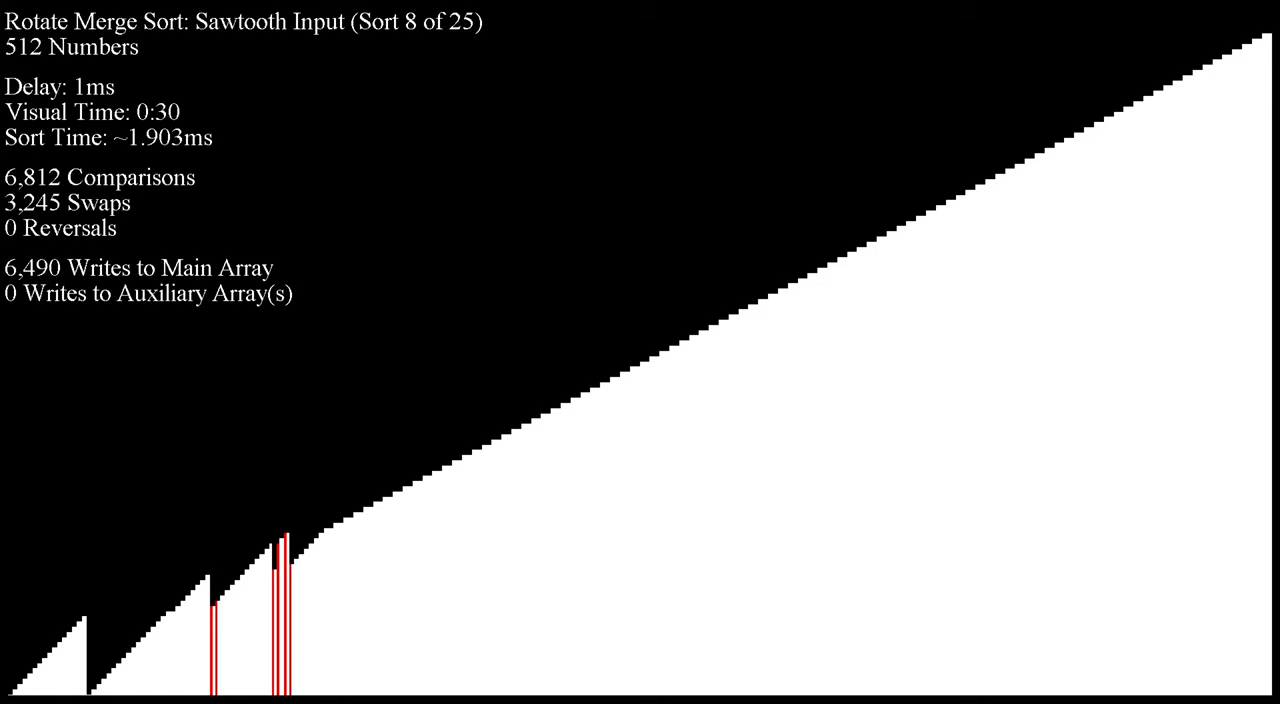 Rotate Merge Sort: Sawtooth Input (Sort 8 of 25)
512 Numbers
Delay: 1ms
Visual Time: 0:30
Sort Time: ~1.903ms
6,812 Comparisons
3,245 Swaps
0 Reversals
6,490 Writes to Main Array
0 Writes to Auxiliary Array(s)